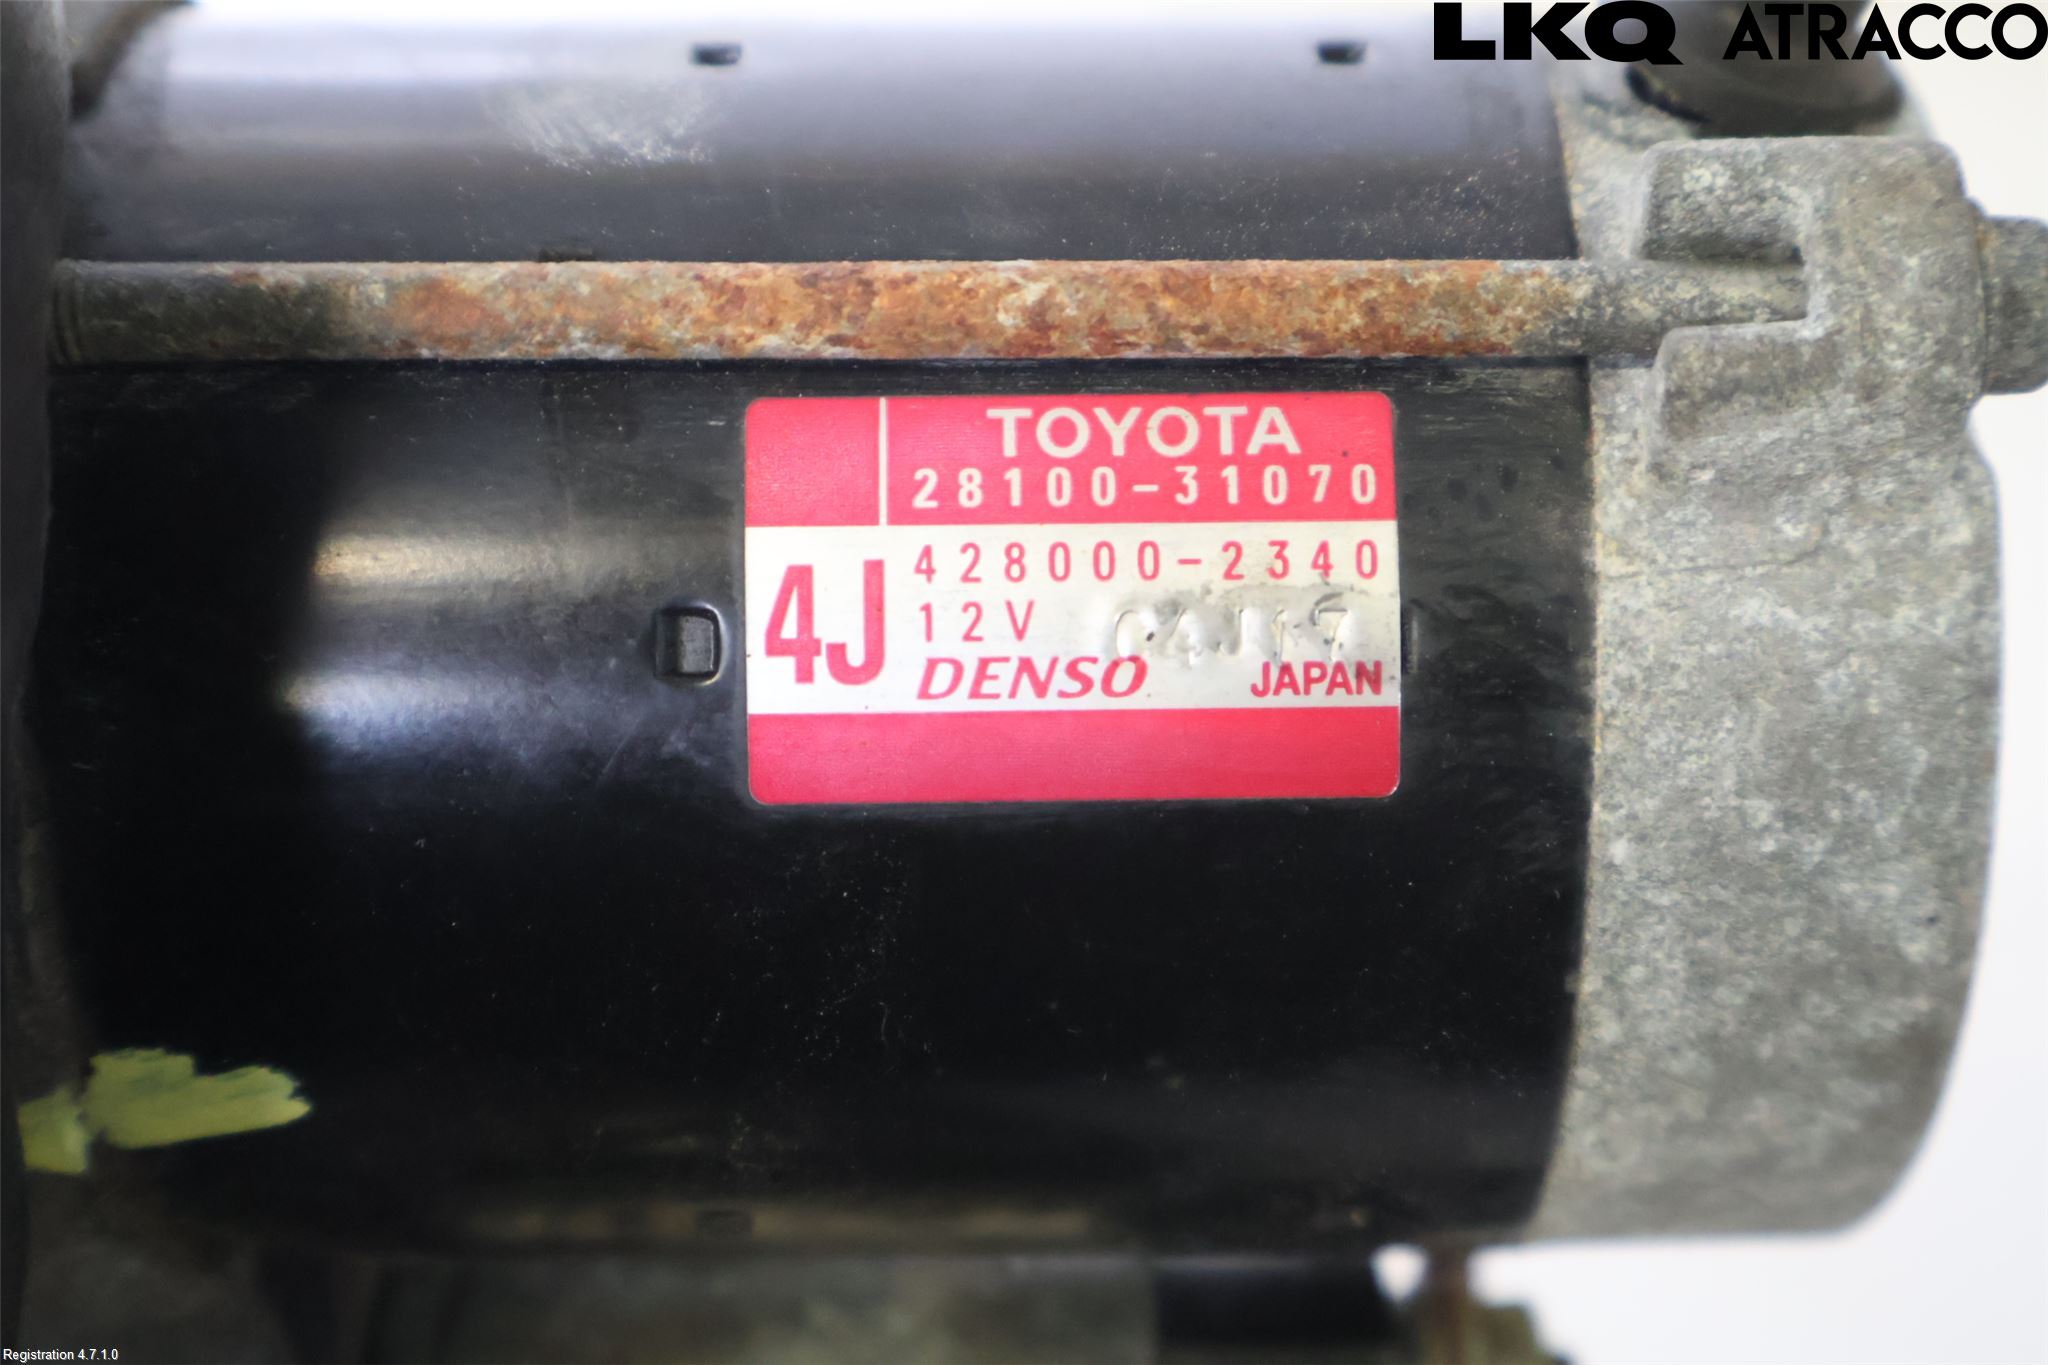 LKQ ATRACCO
TOYOTA
28100-31070
4J
428000-2340
12V
DENSO JAPAN
Registration 4.7.1.0